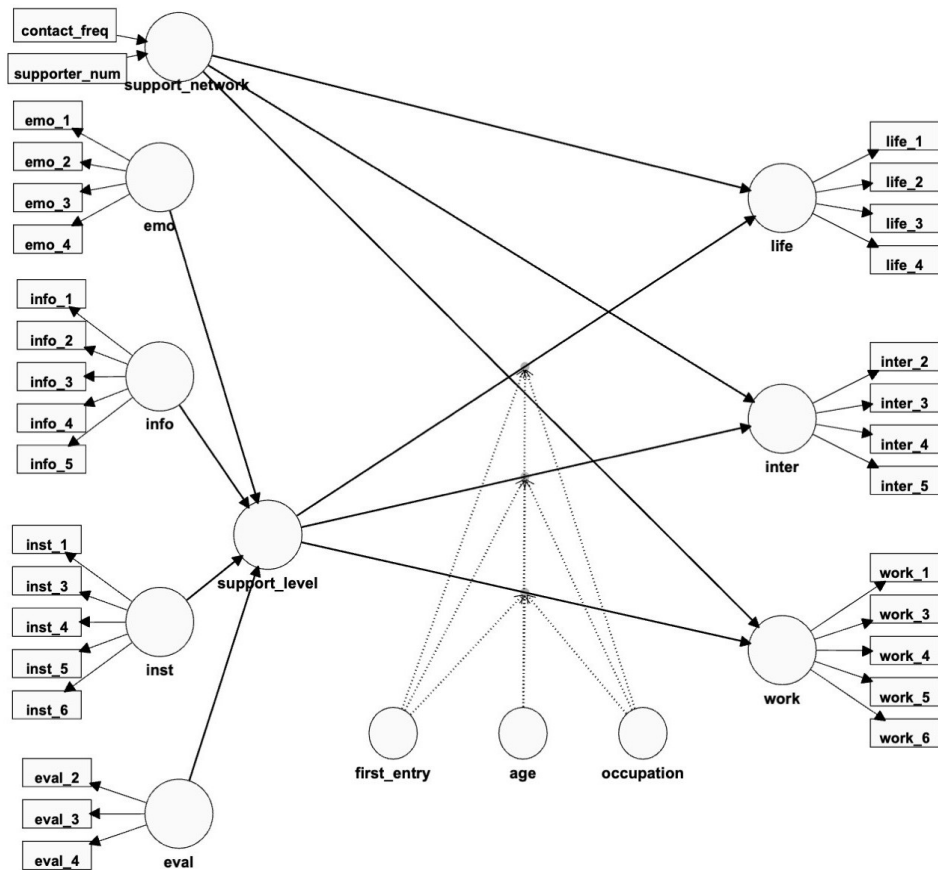 contact_freq
supporter_num
support_network
emo_1
emo_2
emo_3
emo_4
emo
info_1
info_2
info_3
info_4
info_5
info
inst_1
inst_3
inst_4
inst_5
inst_6
inst
eval_2
eval_3
eval_4
eval
support_level
first_entry
age
occupation
life
life_1
life_2
life_3
life_4
inter
inter_2
inter_3
inter_4
inter_5
work
work_1
work_3
work_4
work_5
work_6